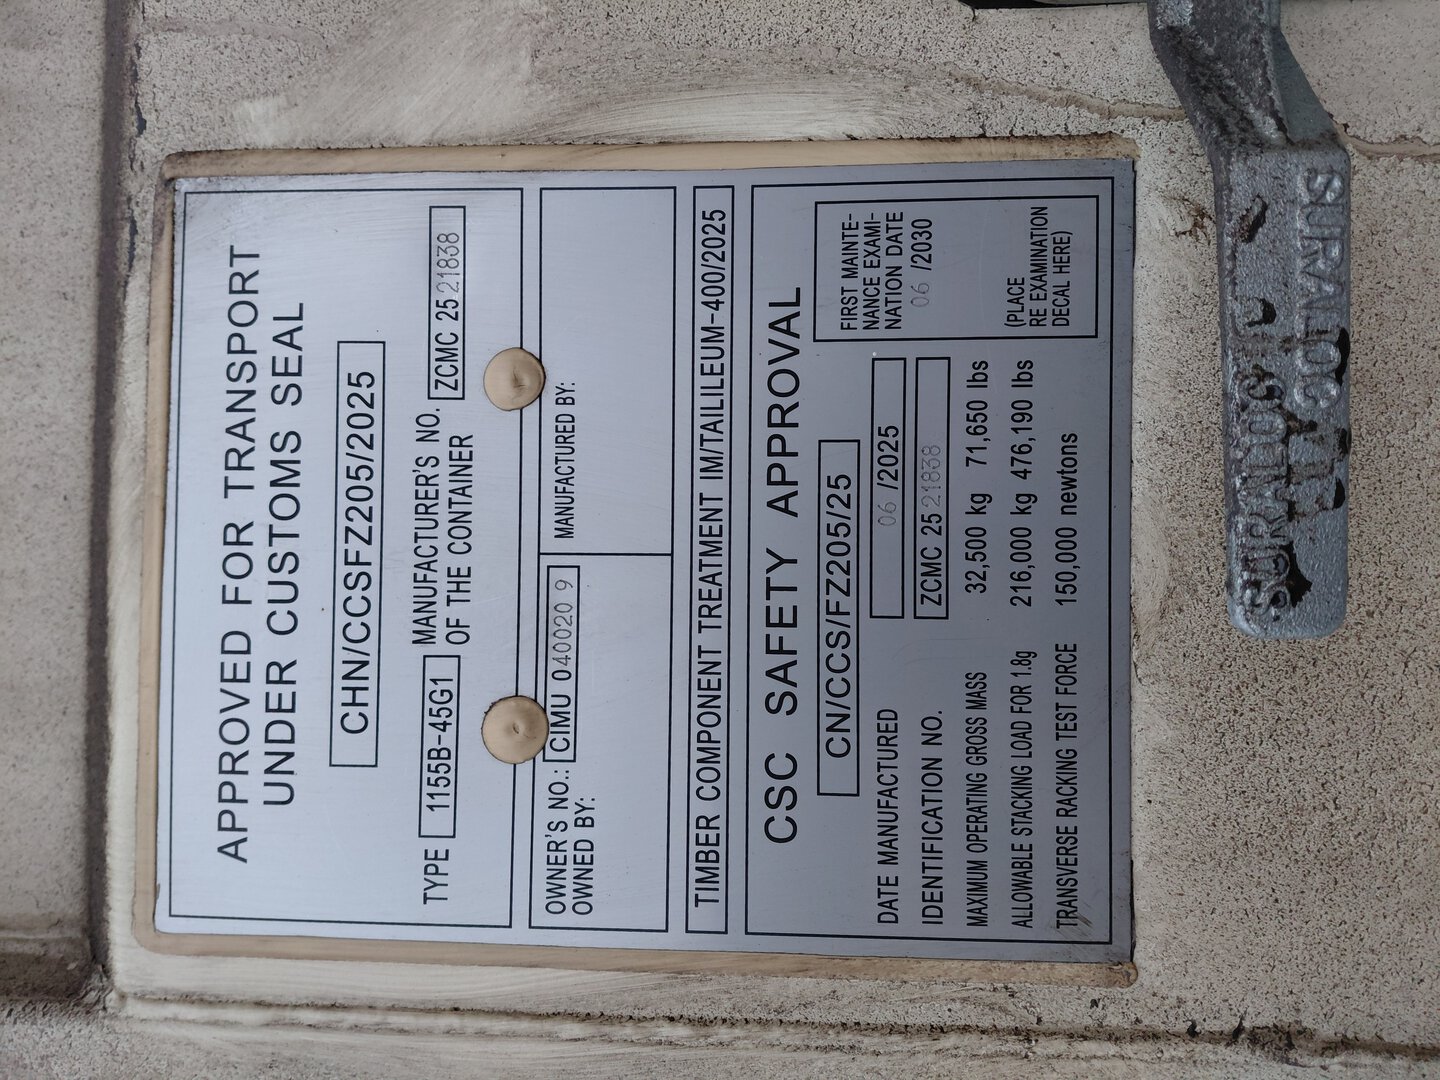 APPROVED FOR TRANSPORT
UNDER CUSTOMS SEAL
CHN/CCSFZ205/2025
TYPE 1155B-45G1 MANUFACTURER'S NO. ZCMC 25 21838
OF THE CONTAINER
OWNER'S NO.: CIMU 040020 9
OWNED BY:
MANUFACTURED BY:
TIMBER COMPONENT TREATMENT IM/TAILILEUM-400/2025
CSC SAFETY APPROVAL
CN/CCS/FZ205/25
DATE MANUFACTURED 06 /2025
IDENTIFICATION NO. ZCMC 25 21838
MAXIMUM OPERATING GROSS MASS 32,500 kg 71,650 lbs
ALLOWABLE STACKING LOAD FOR 1.8g 216,000 kg 476,190 lbs
TRANSVERSE RACKING TEST FORCE 150,000 newtons
FIRST MAINTE-
NANCE EXAMI-
NATION DATE
06 /2030
(PLACE
RE EXAMINATION
DECAL HERE)
SURALOC